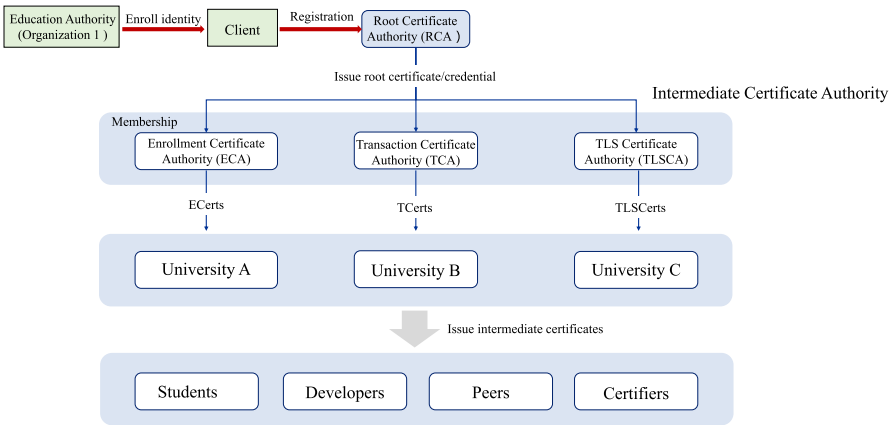 Education Authority
(Organization 1 )
Enroll identity
Client
Registration
Root Certificate
Authority (RCA )
Issue root certificate/credential
Intermediate Certificate Authority
Membership
Enrollment Certificate
Authority (ECA)
Transaction Certificate
Authority (TCA)
TLS Certificate
Authority (TLSCA)
ECerts
TCerts
TLSCerts
University A
University B
University C
Issue intermediate certificates
Students
Developers
Peers
Certifiers